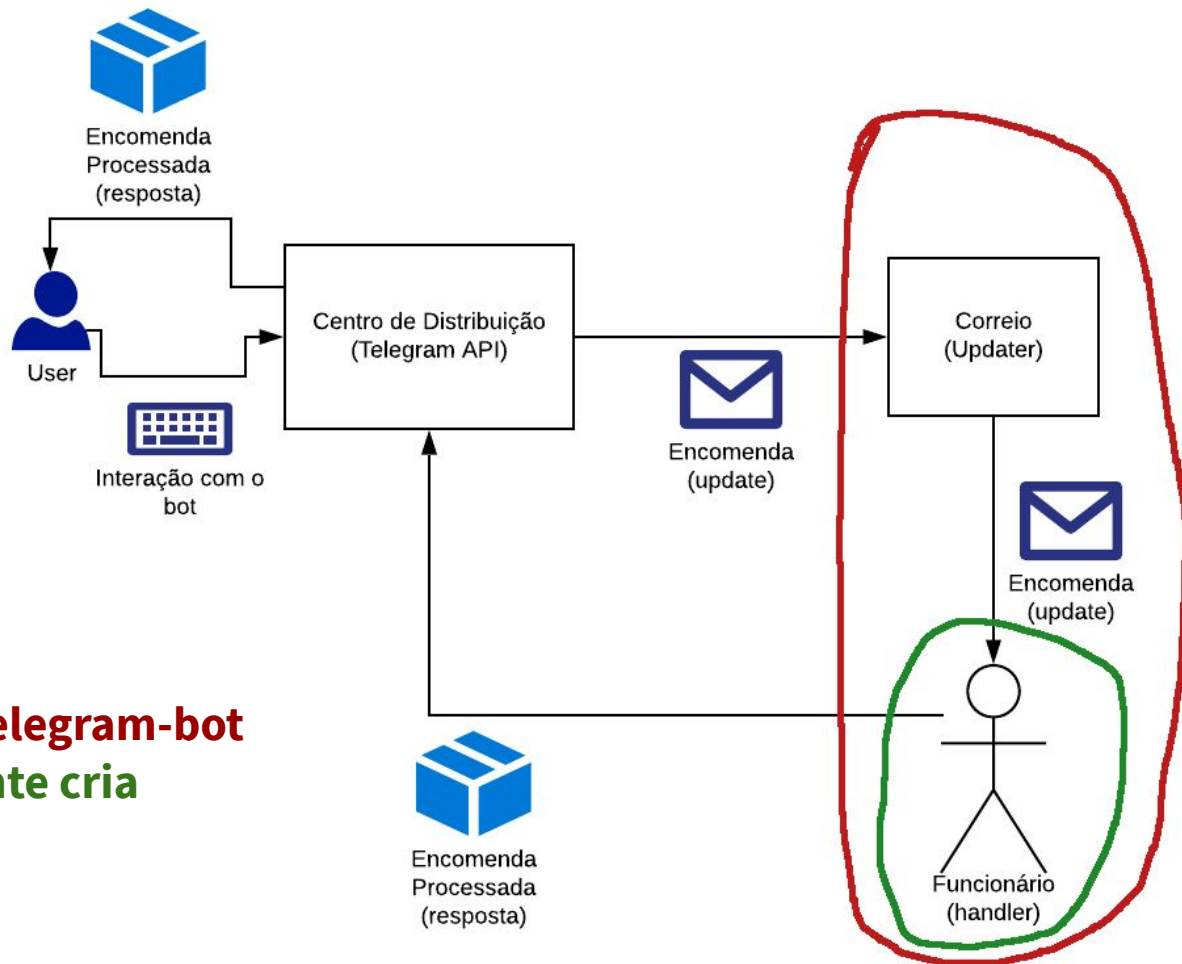 Encomenda
Processada
(resposta)
User
Interação com o
bot
Centro de Distribuição
(Telegram API)
Encomenda
(update)
Correio
(Updater)
Encomenda
(update)
Funcionário
(handler)
Encomenda
Processada
(resposta)
elegram-bot
nte cria